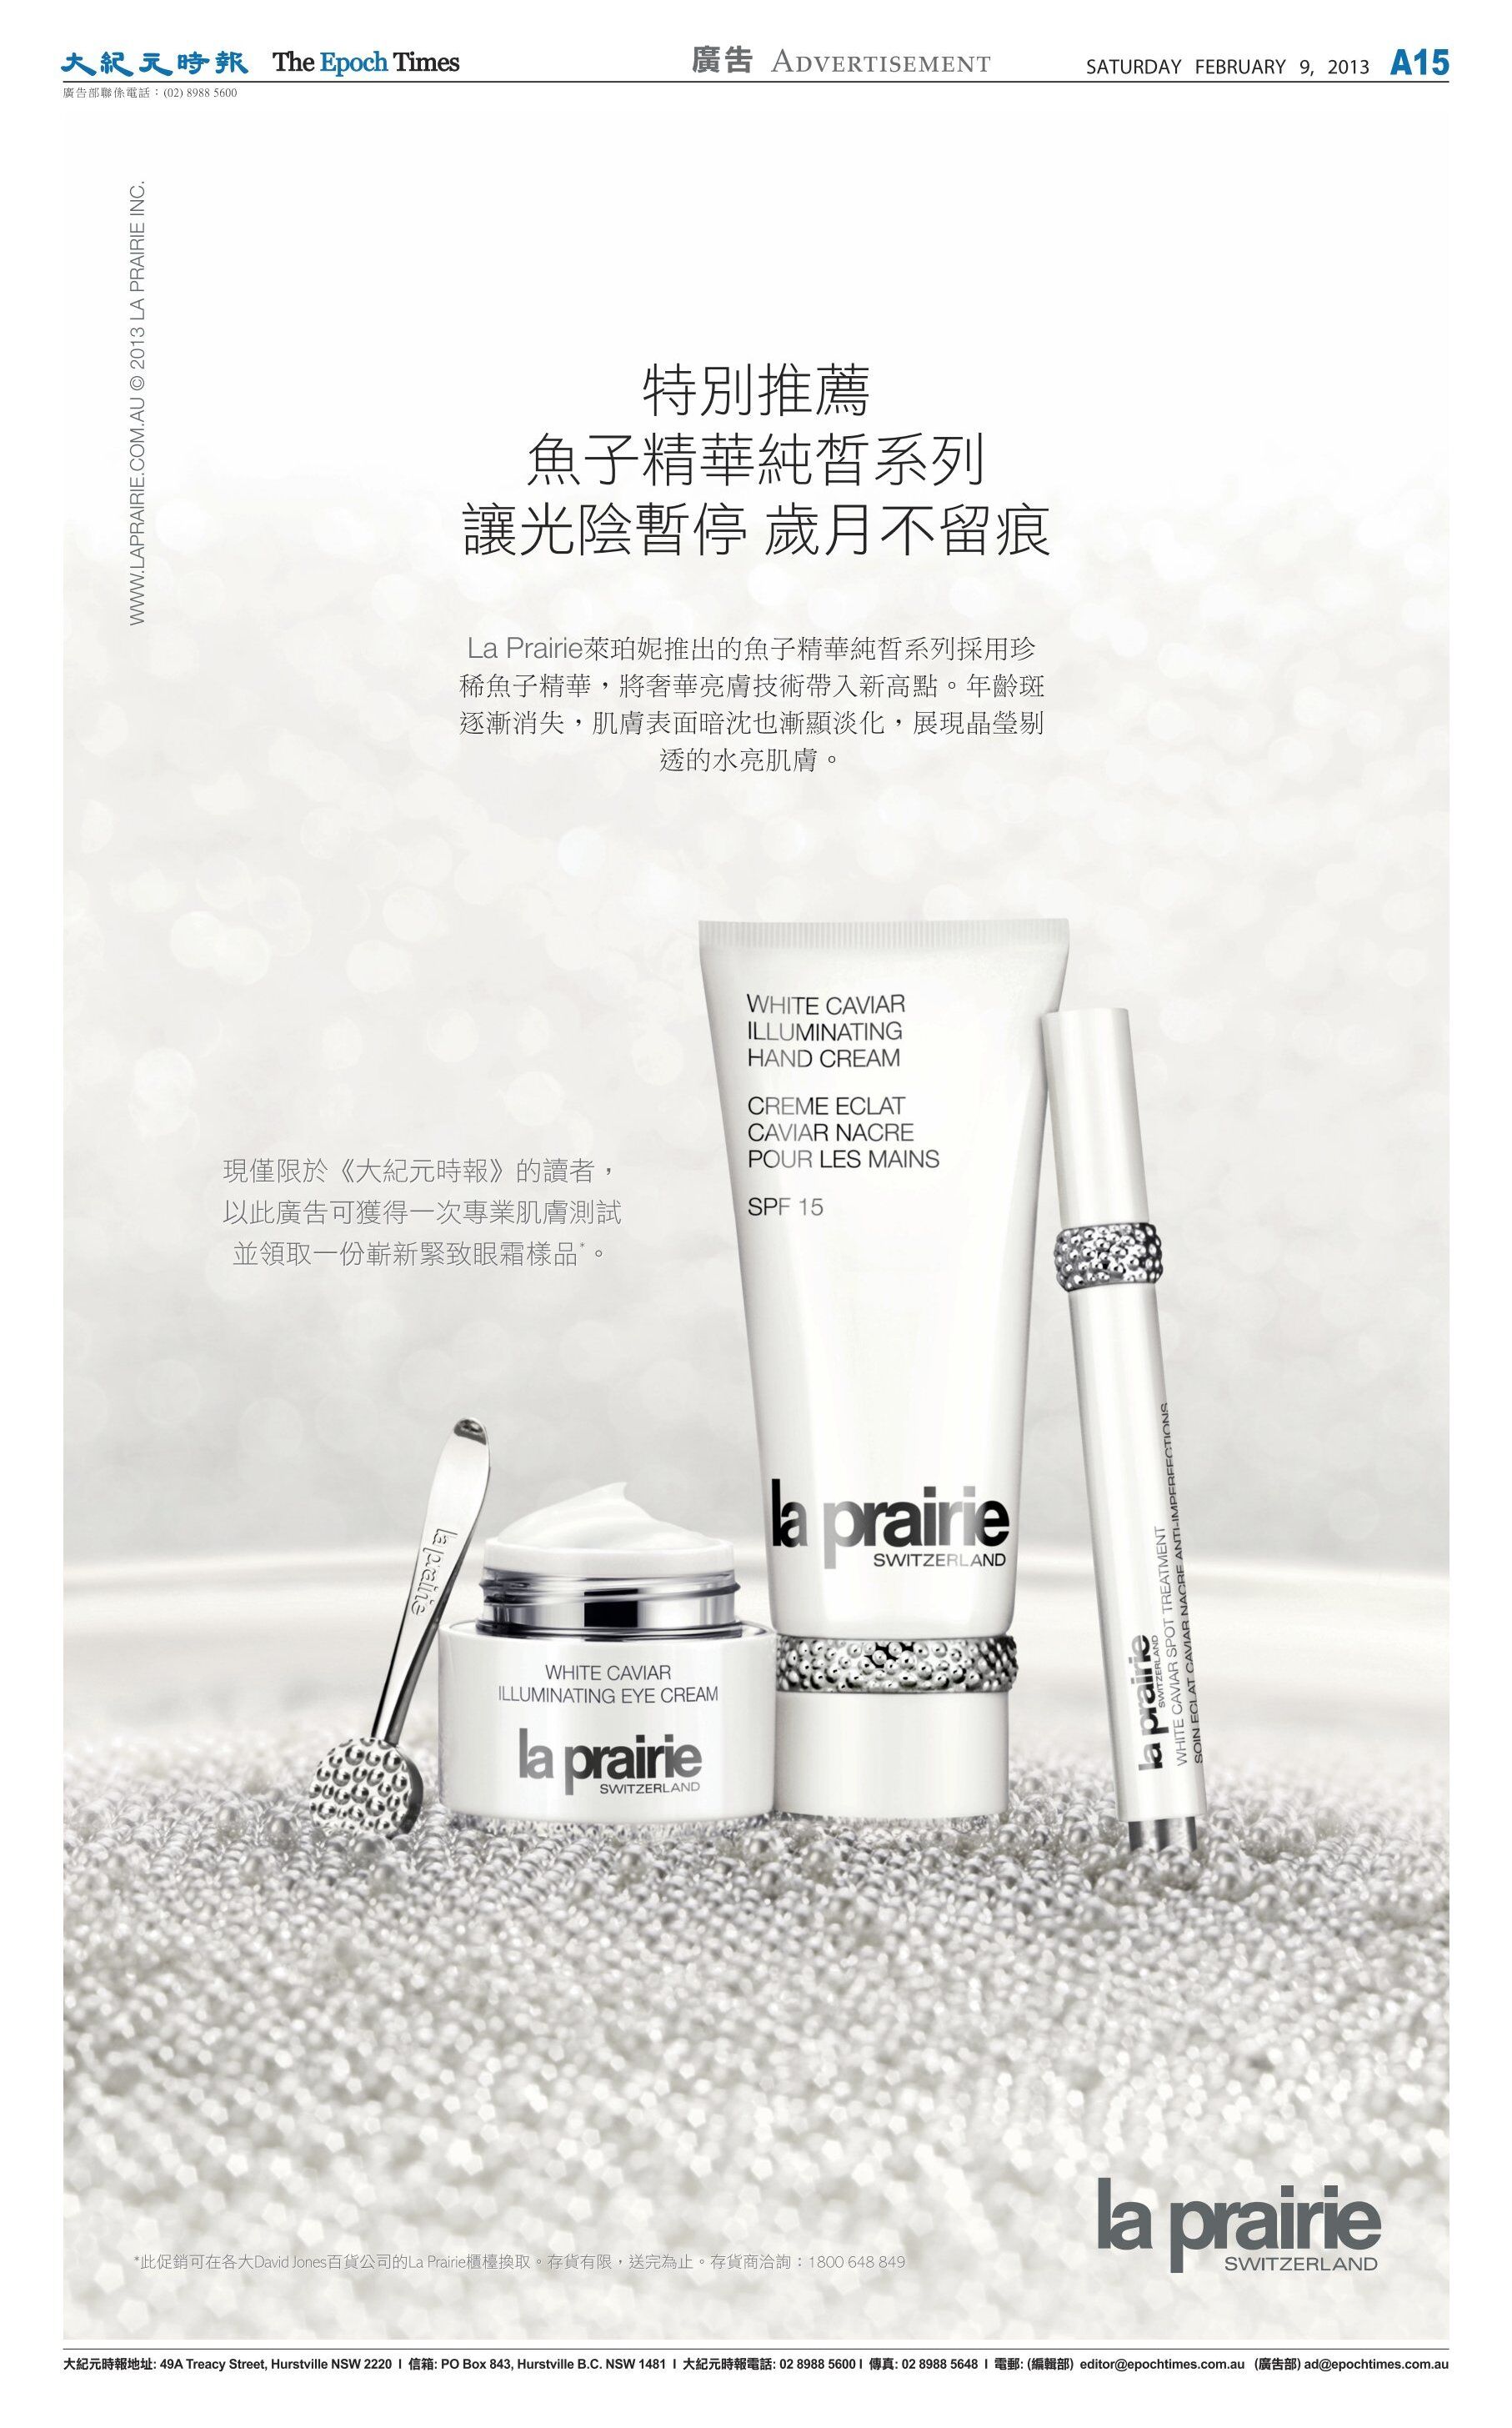 大紀元時報 The Epoch Times 廣告 ADVERTISEMENT SATURDAY FEBRUARY 9, 2013 A15
廣告部聯係電話：(02) 8988 5600
WWW.LAPRAIRIE.COM.AU © 2013 LA PRAIRIE INC.
特別推薦
魚子精華純皙系列
讓光陰暫停 歲月不留痕
La Prairie萊珀妮推出的魚子精華純皙系列採用珍
稀魚子精華，將奢華亮膚技術帶入新高點。年齡斑
逐漸消失，肌膚表面暗沈也漸顯淡化，展現晶瑩剔
透的水亮肌膚。
WHITE CAVIAR
ILLUMINATING
HAND CREAM
CREME ECLAT
CAVIAR NACRE
POUR LES MAINS
SPF 15
la prairie
SWITZERLAND
現僅限於《大紀元時報》的讀者，
以此廣告可獲得一次專業肌膚測試
並領取一份嶄新緊致眼霜樣品*。
la prairie
WHITE CAVIAR
ILLUMINATING EYE CREAM
la prairie
SWITZERLAND
la prairie
SWITZERLAND
WHITE CAVIAR SPOT TREATMENT
SOIN ECLAT CAVIAR NACRE ANTI-IMPERFECTIONS
la prairie
SWITZERLAND
*此促銷可在各大David Jones百貨公司的La Prairie櫃檯換取。存貨有限，送完為止。存貨商洽詢：1800 648 849
大紀元時報地址: 49A Treacy Street, Hurstville NSW 2220 I 信箱: PO Box 843, Hurstville B.C. NSW 1481 I 大紀元時報電話: 02 8988 5600 I 傳真: 02 8988 5648 I 電郵: (編輯部) editor@epochtimes.com.au (廣告部) ad@epochtimes.com.au